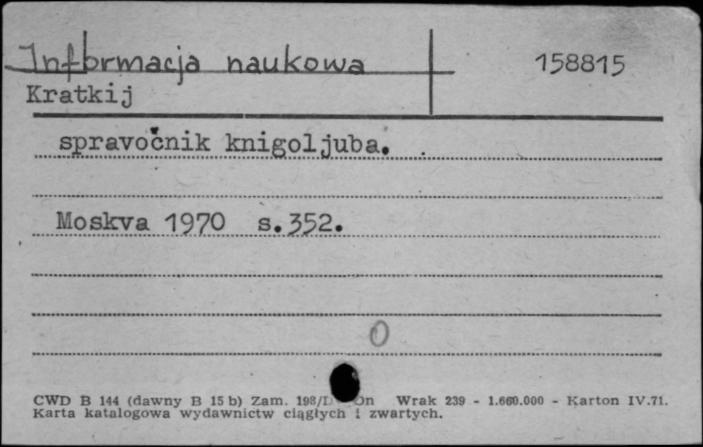 Informacja naukowa 158815
Kratkij
spravočnik knigoljuba.
Moskva 1970 s.352.
0
CWD B 144 (dawny B 15 b) Zam. 198/D Wrak 239 - 1.660.000 - Karton IV.71.
Karta katalogowa wydawnictw ciągłych i zwartych.